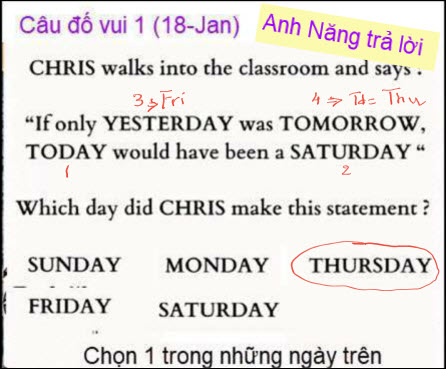 Câu đố vui 1 (18-Jan)
Anh Năng trả lời
CHRIS walks into the classroom and says :
3 => Fri
4 => Td = Thu
“If only YESTERDAY was TOMORROW,
TODAY would have been a SATURDAY “
1
2
Which day did CHRIS make this statement ?
SUNDAY MONDAY THURSDAY
FRIDAY SATURDAY
Chọn 1 trong những ngày trên